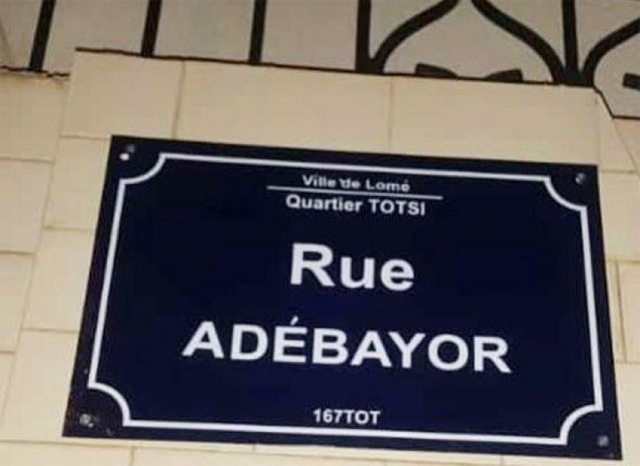 Ville de Lomé
Quartier TOTSI
Rue
ADÉBAYOR
167TOT